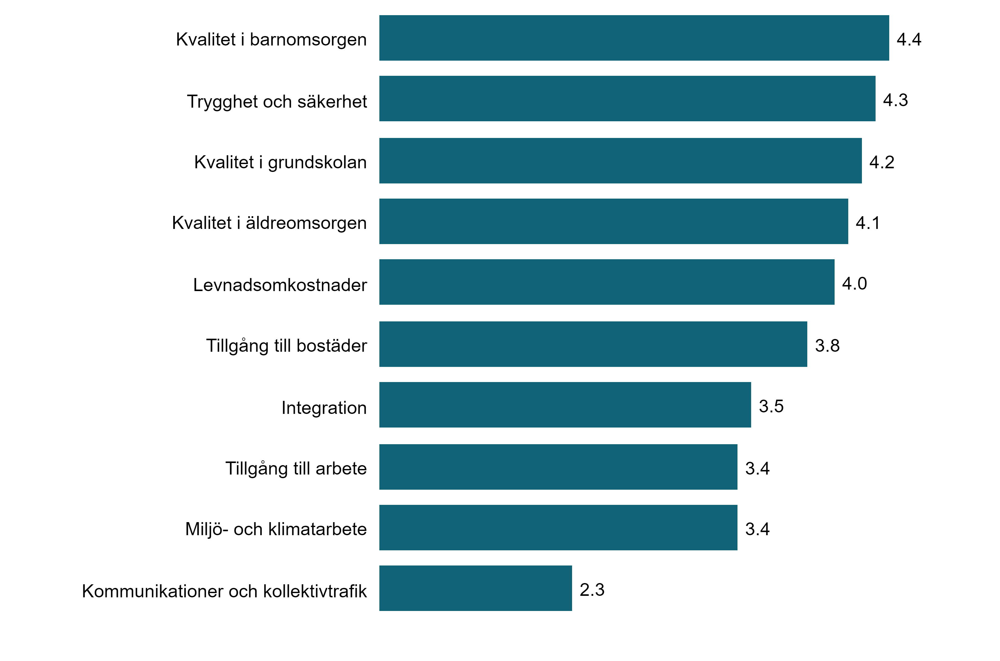 Kvalitet i barnomsorgen 4.4
Trygghet och säkerhet 4.3
Kvalitet i grundskolan 4.2
Kvalitet i äldreomsorgen 4.1
Levnadsomkostnader 4.0
Tillgång till bostäder 3.8
Integration 3.5
Tillgång till arbete 3.4
Miljö- och klimatarbete 3.4
Kommunikationer och kollektivtrafik 2.3